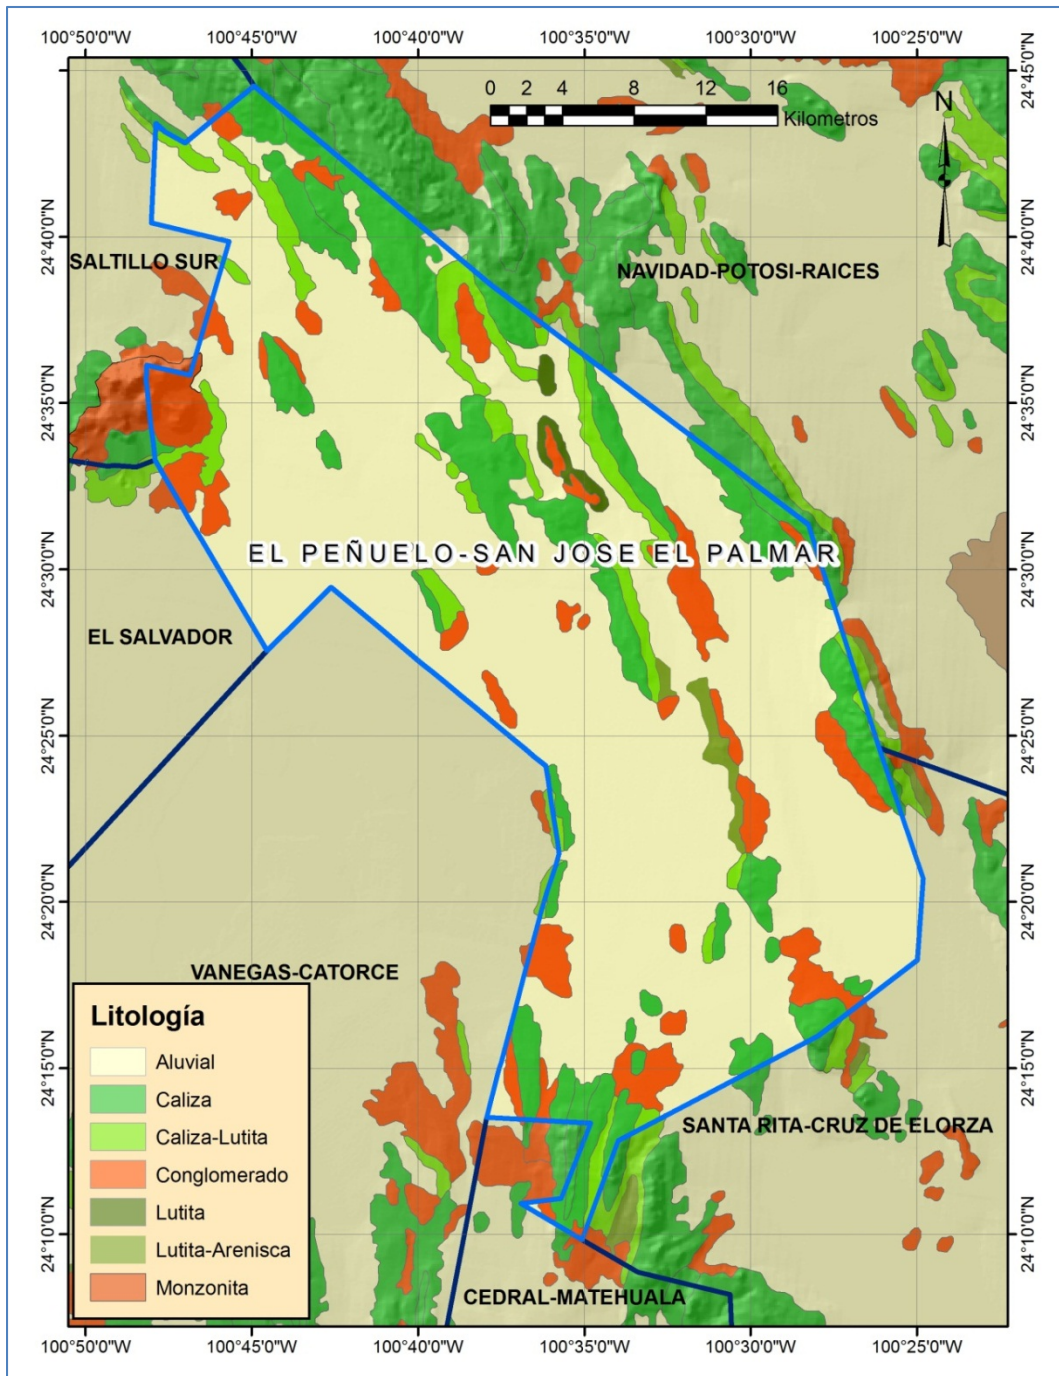 100°50'0"W 100°45'0"W 100°40'0"W 100°35'0"W 100°30'0"W 100°25'0"W
24°45'0"N
0 2 4 8 12 16
Kilometros
N
24°40'0"N 24°40'0"N
SALTILLO SUR
NAVIDAD-POTOSI-RAICES
24°35'0"N 24°35'0"N
EL PEÑUELO-SAN JOSE EL PALMAR
24°30'0"N 24°30'0"N
EL SALVADOR
24°25'0"N 24°25'0"N
24°20'0"N 24°20'0"N
VANEGAS-CATORCE
Litología
Aluvial
Caliza
Caliza-Lutita
Conglomerado
Lutita
Lutita-Arenisca
Monzonita
24°15'0"N 24°15'0"N
SANTA RITA-CRUZ DE ELORZA
24°10'0"N 24°10'0"N
CEDRAL-MATEHUALA
100°50'0"W 100°45'0"W 100°40'0"W 100°35'0"W 100°30'0"W 100°25'0"W
24°45'0"N